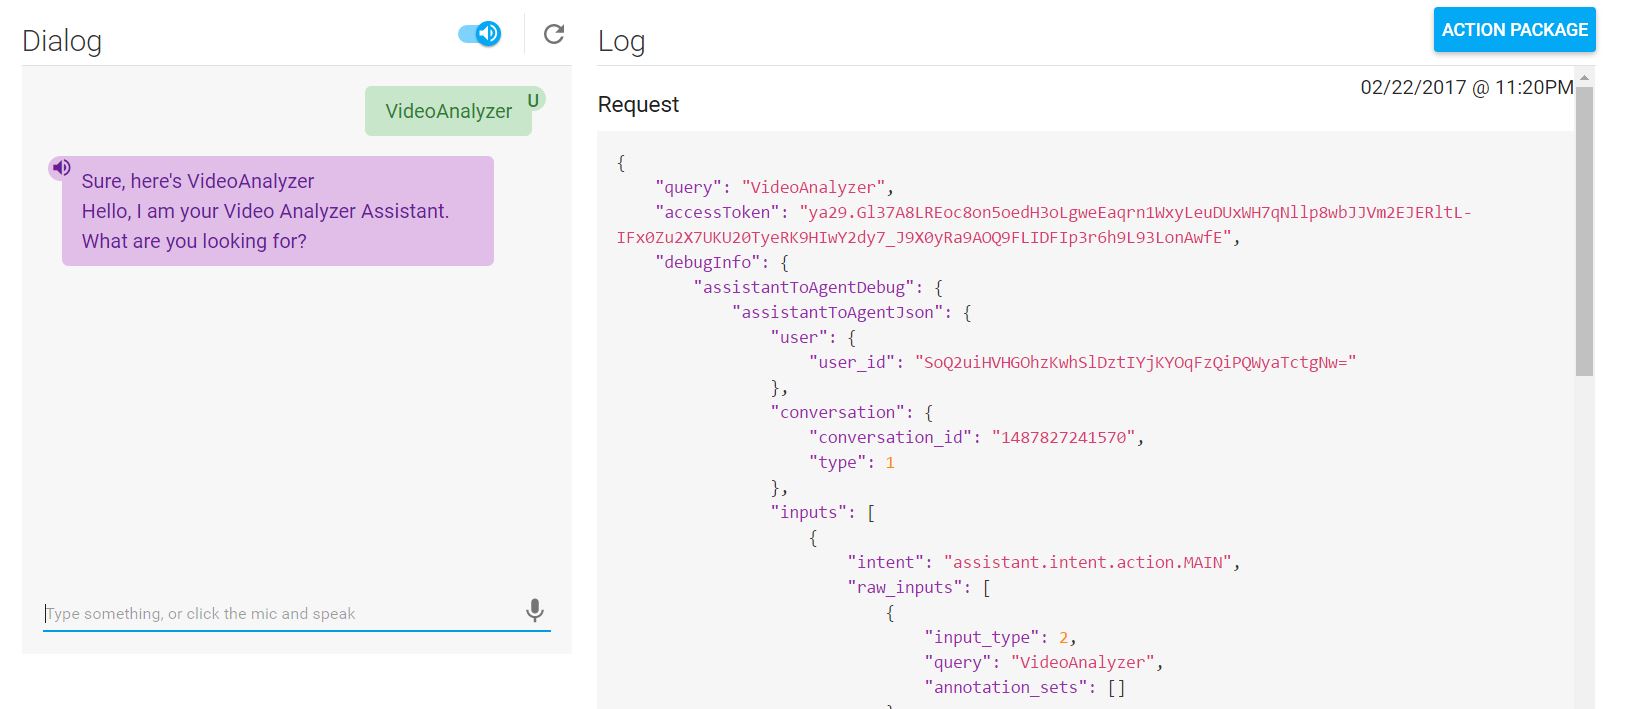 Dialog
VideoAnalyzer
U
Sure, here's VideoAnalyzer
Hello, I am your Video Analyzer Assistant.
What are you looking for?
Type something, or click the mic and speak
Log
ACTION PACKAGE
02/22/2017 @ 11:20PM
Request
{
"query": "VideoAnalyzer",
"accessToken": "ya29.Gl37A8LREoc8on5oedH3oLgweEaqrn1WxyLeuDUxWH7qNllp8wbJJVm2EJERltL-
IFx0Zu2X7UKU20TyeRK9HIwY2dy7_J9X0yRa9AOQ9FLIDFIp3r6h9L93LonAwfE",
"debugInfo": {
"assistantToAgentDebug": {
"assistantToAgentJson": {
"user": {
"user_id": "SoQ2uiHVHGOhzKwhSlDztIYjKYOqFzQiPQWyaTctgNw="
},
"conversation": {
"conversation_id": "1487827241570",
"type": 1
},
"inputs": [
{
"intent": "assistant.intent.action.MAIN",
"raw_inputs": [
{
"input_type": 2,
"query": "VideoAnalyzer",
"annotation_sets": []